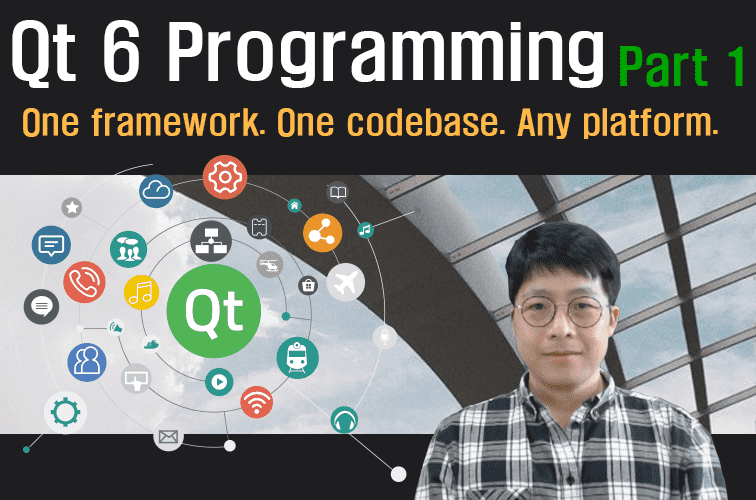 Qt 6 Programming Part 1
One framework. One codebase. Any platform.
Qt